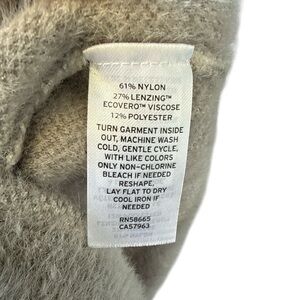 61% NYLON
27% LENZING™
ECOVERO™ VISCOSE
12% POLYESTER
TURN GARMENT INSIDE
OUT, MACHINE WASH
COLD, GENTLE CYCLE,
WITH LIKE COLORS
ONLY NON-CHLORINE
BLEACH IF NEEDED
RESHAPE,
LAY FLAT TO DRY
COOL IRON IF
NEEDED
RN58665
CA57963